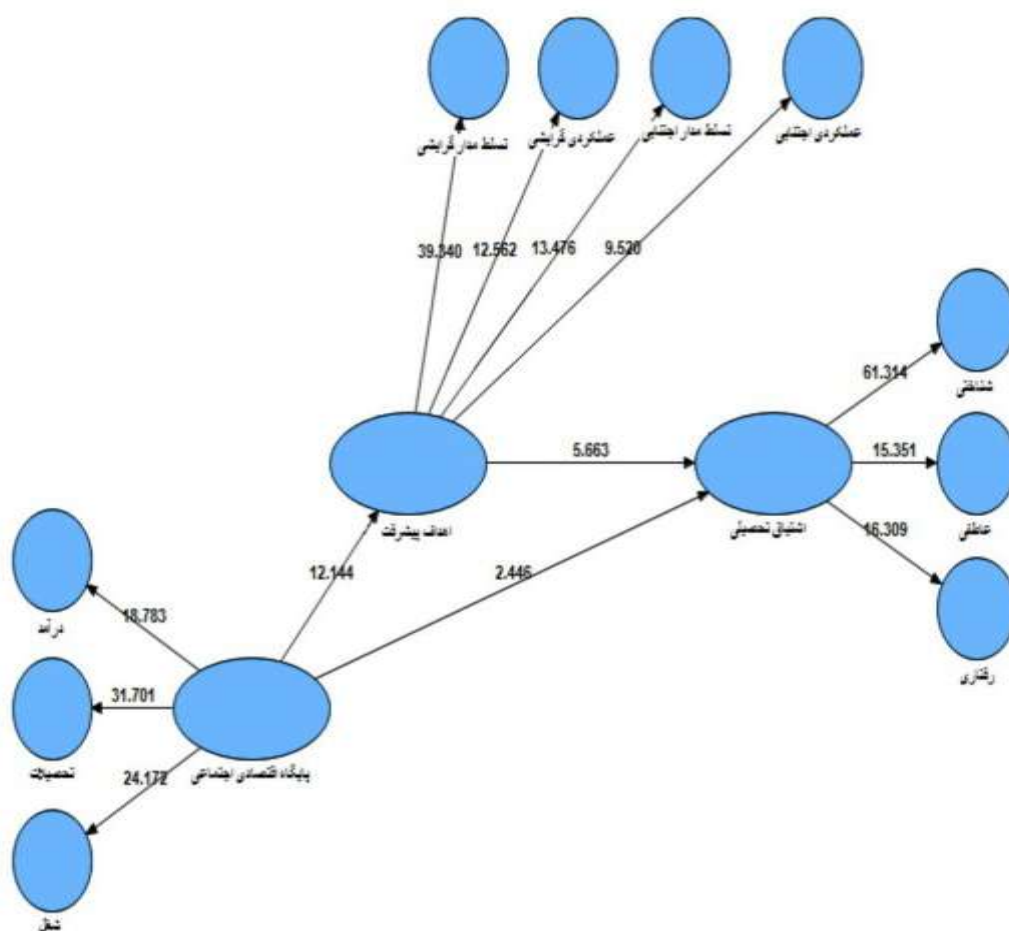 تسلط مدار گرایشی
عملکردی گرایشی
تسلط مدار اجتنابی
عملکردی اجتنابی
39.340
12.562
13.476
9.520
شناختی
61.314
15.351
عاطفی
5.663
اهداف پیشرفت
اشتیاق تحصیلی
16.309
رفتاری
12.144
2.446
درآمد
18.783
31.701
تحصیلات
پایگاه اقتصادی اجتماعی
24.172
شغل